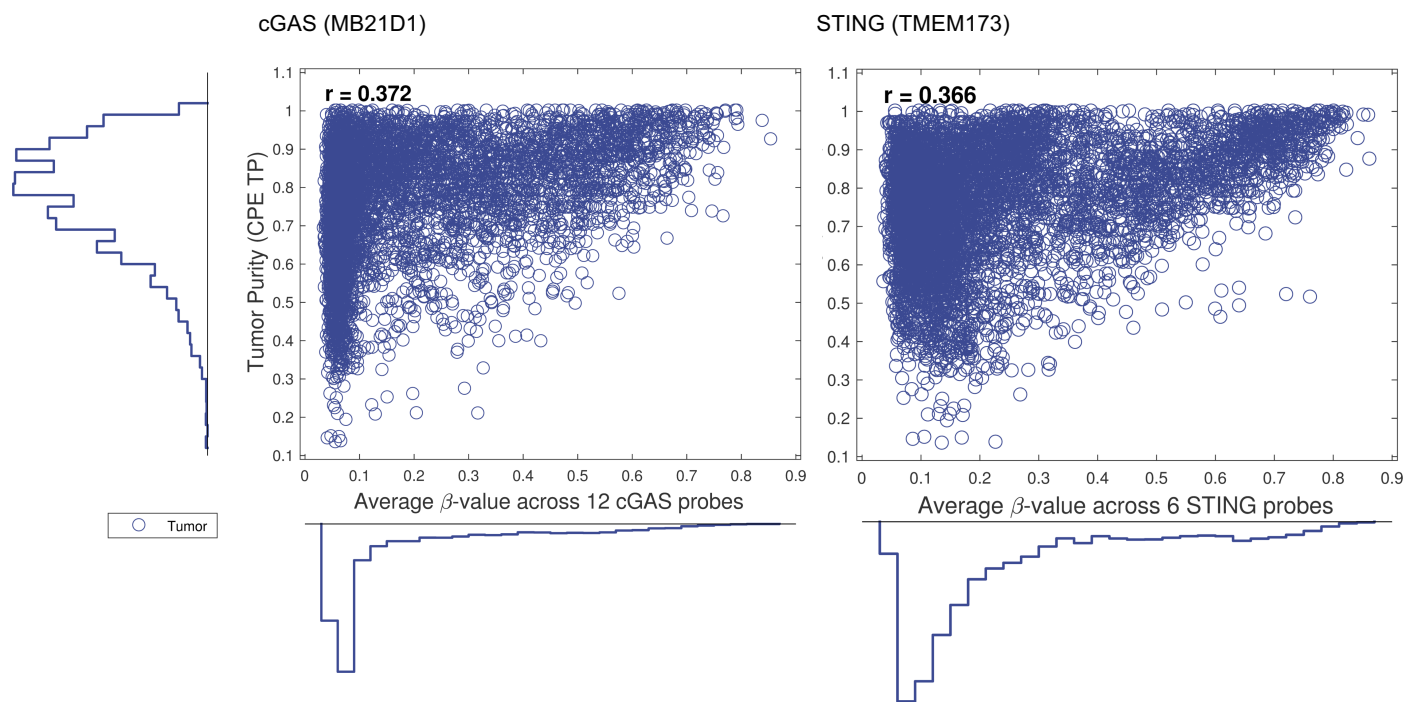 cGAS (MB21D1)
STING (TMEM173)
r = 0.372
1.1
1
0.9
0.8
0.7
0.6
0.5
0.4
0.3
0.2
0.1
Tumor Purity (CPE TP)
0 0.1 0.2 0.3 0.4 0.5 0.6 0.7 0.8 0.9
Average β-value across 12 cGAS probes
r = 0.366
1.1
1
0.9
0.8
0.7
0.6
0.5
0.4
0.3
0.2
0.1
0 0.1 0.2 0.3 0.4 0.5 0.6 0.7 0.8 0.9
Average β-value across 6 STING probes
Tumor